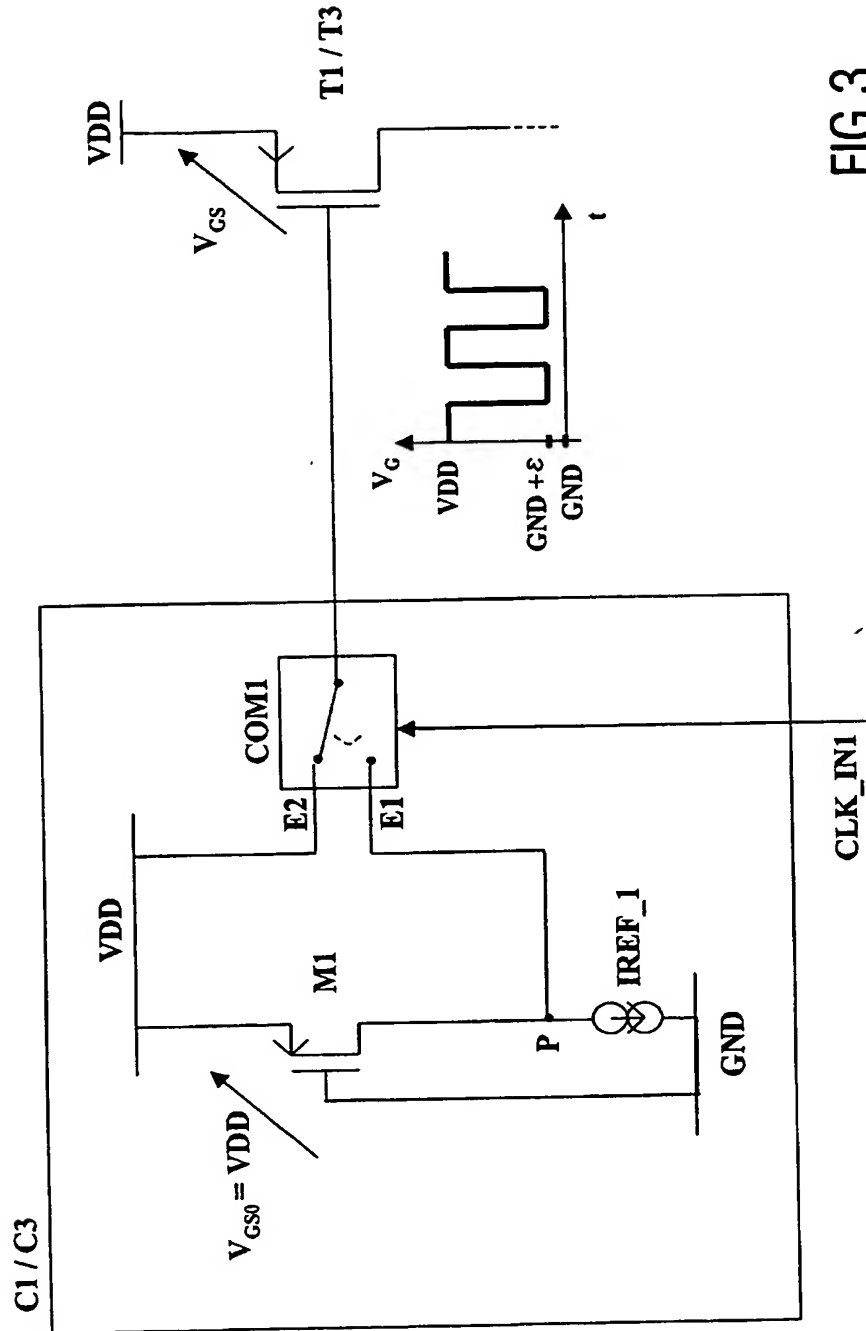 C1 / C3
VDD
V_GS0 = VDD
M1
E2
E1
COM1
P
IREF_1
GND
CLK_IN1
VDD
V_GS
T1 / T3
V_G
VDD
GND +ε
GND
t
FIG. 3